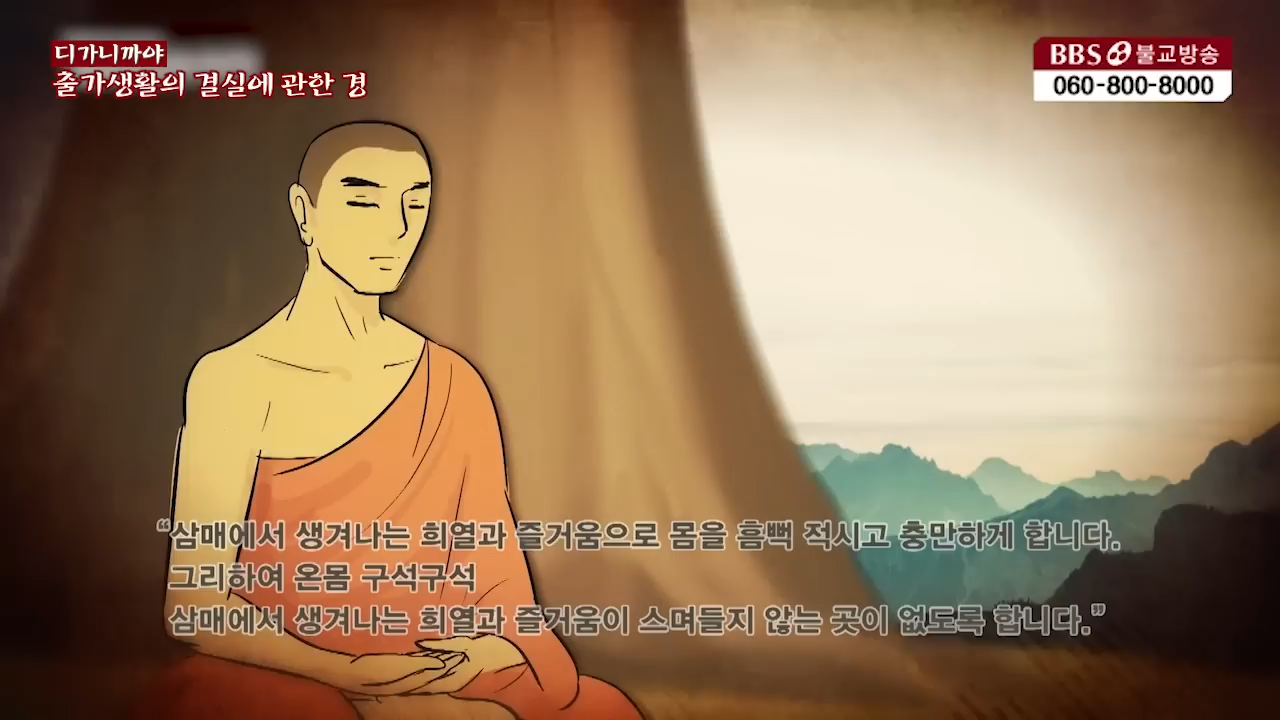 디가니까야
출가생활의 결실에 관한 경
BBS 불교방송
060-800-8000
“삼매에서 생겨나는 희열과 즐거움으로 몸을 흠뻑 적시고 충만하게 합니다.
그리하여 온몸 구석구석
삼매에서 생겨나는 희열과 즐거움이 스며들지 않는 곳이 없도록 합니다.”